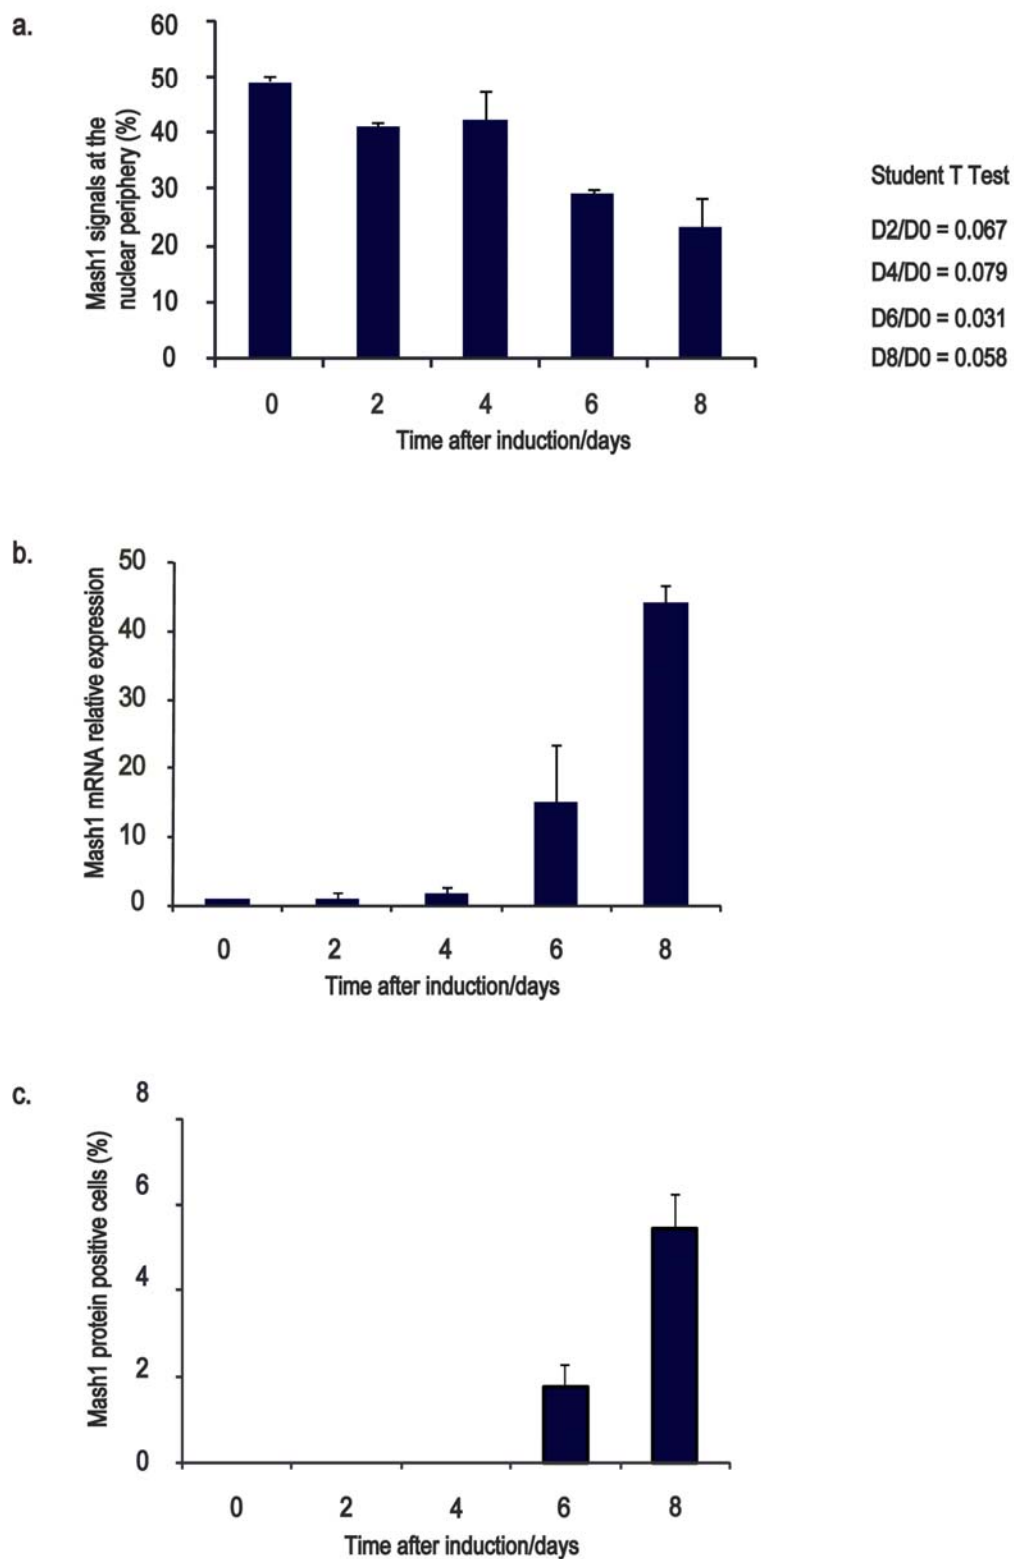 a.
Mash1 signals at the
nuclear periphery (%)
60
50
40
30
20
10
0
0 2 4 6 8
Time after induction/days
Student T Test
D2/D0 = 0.067
D4/D0 = 0.079
D6/D0 = 0.031
D8/D0 = 0.058
b.
Mash1 mRNA relative expression
50
40
30
20
10
0
0 2 4 6 8
Time after induction/days
c.
Mash1 protein positive cells (%)
8
6
4
2
0
0 2 4 6 8
Time after induction/days